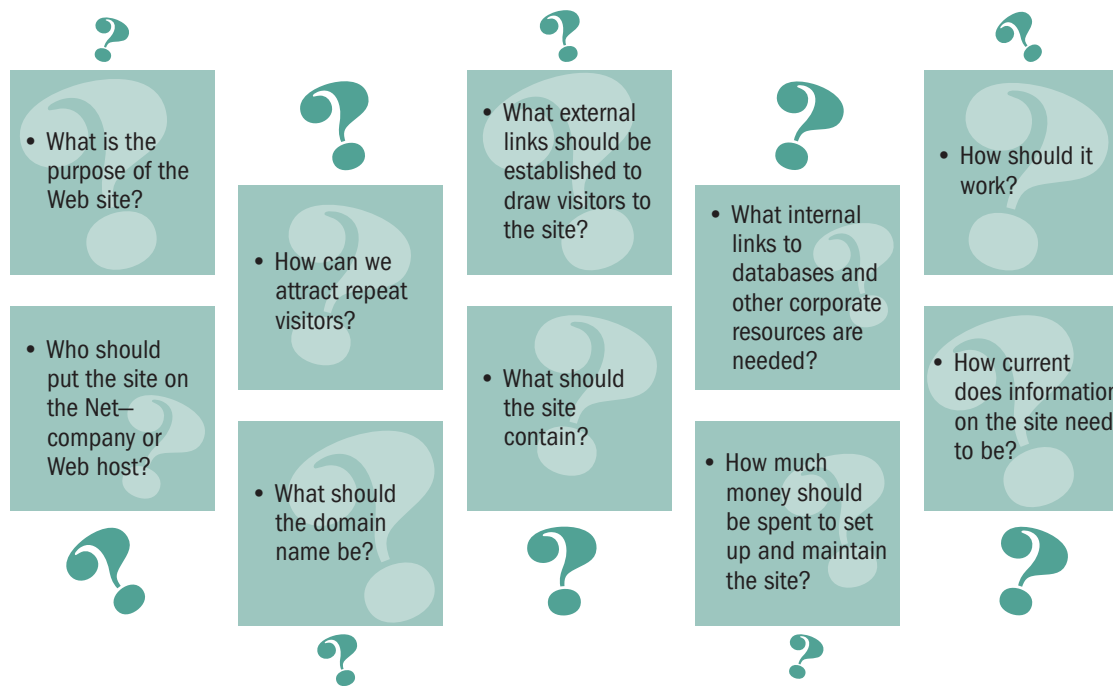 • What is the
purpose of the
Web site?
• Who should
put the site on
the Net—
company or
Web host?
• How can we
attract repeat
visitors?
• What should
the domain
name be?
• What external
links should be
established to
draw visitors to
the site?
• What should
the site
contain?
• What internal
links to
databases and
other corporate
resources are
needed?
• How much
money should
be spent to set
up and maintain
the site?
• How should it
work?
• How current
does information
on the site need
to be?